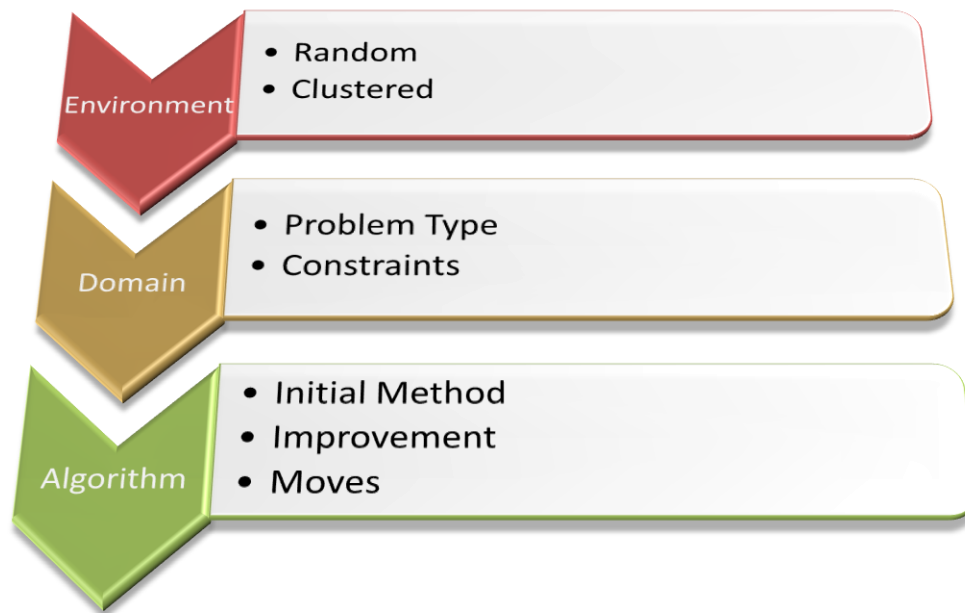 Environment
• Random
• Clustered
Domain
• Problem Type
• Constraints
Algorithm
• Initial Method
• Improvement
• Moves